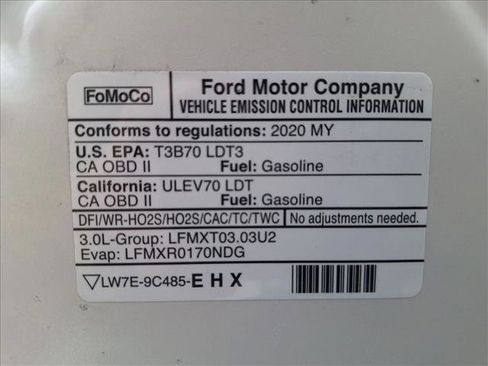 FoMoCo
Ford Motor Company
VEHICLE EMISSION CONTROL INFORMATION
Conforms to regulations: 2020 MY
U.S. EPA: T3B70 LDT3
CA OBD II Fuel: Gasoline
California: ULEV70 LDT
CA OBD II Fuel: Gasoline
DFI/WR-HO2S/HO2S/CAC/TC/TWC No adjustments needed.
3.0L-Group: LFMXT03.03U2
Evap: LFMXR0170NDG
LW7E-9C485-EHX